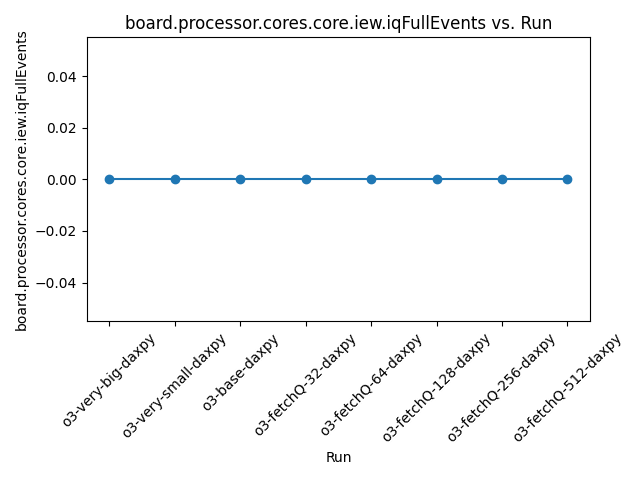 board.processor.cores.core.iew.iqFullEvents vs. Run
board.processor.cores.core.iew.iqFullEvents
0.04
0.02
0.00
−0.02
−0.04
o3-very-big-daxpy
o3-very-small-daxpy
o3-base-daxpy
o3-fetchQ-32-daxpy
o3-fetchQ-64-daxpy
o3-fetchQ-128-daxpy
o3-fetchQ-256-daxpy
o3-fetchQ-512-daxpy
Run